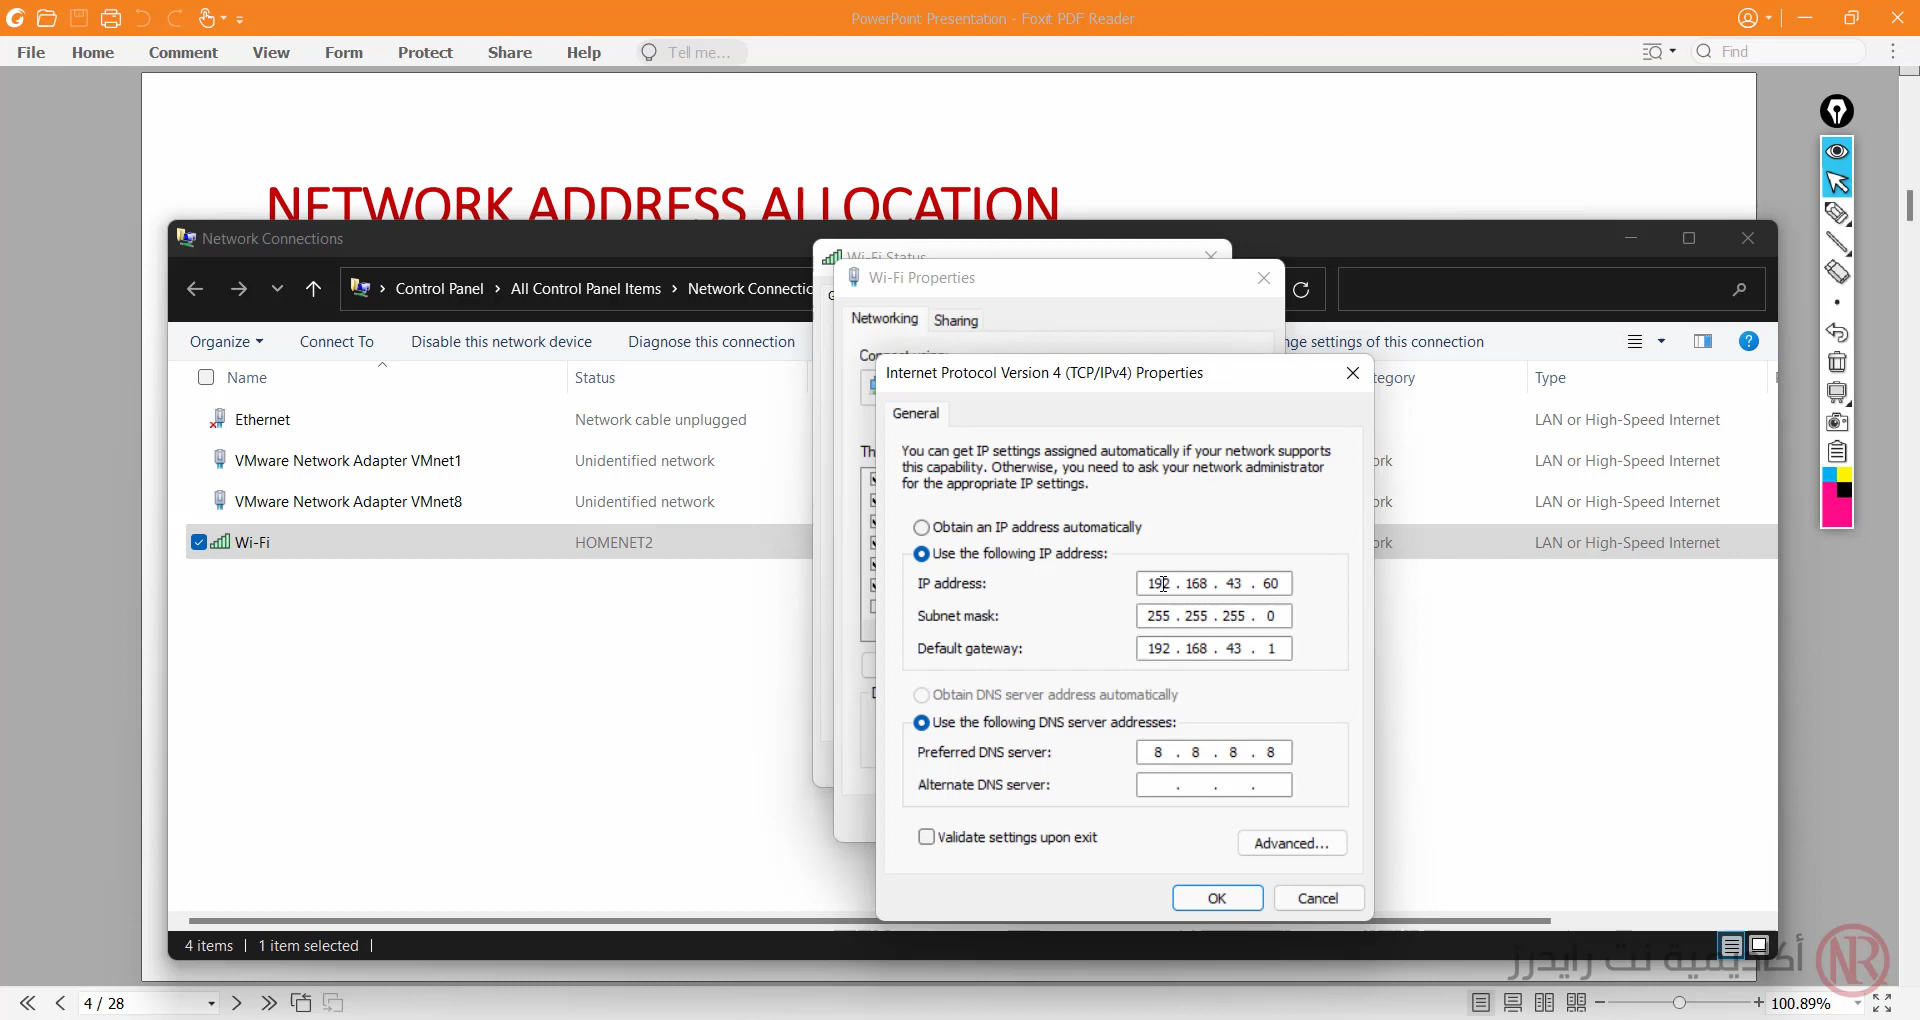 PowerPoint Presentation - Foxit PDF Reader
File Home Comment View Form Protect Share Help Tell me... Find
NETWORK ADDRESS ALLOCATION
Network Connections
Wi-Fi Status
Wi-Fi Properties
Control Panel > All Control Panel Items > Network Connectio
Networking Sharing
Organize Connect To Disable this network device Diagnose this connection nge settings of this connection
Internet Protocol Version 4 (TCP/IPv4) Properties
Name Status tegory Type
General
Ethernet Network cable unplugged LAN or High-Speed Internet
VMware Network Adapter VMnet1 Unidentified network rk LAN or High-Speed Internet
VMware Network Adapter VMnet8 Unidentified network rk LAN or High-Speed Internet
Wi-Fi HOMENET2 rk LAN or High-Speed Internet
You can get IP settings assigned automatically if your network supports
this capability. Otherwise, you need to ask your network administrator
for the appropriate IP settings.
Obtain an IP address automatically
Use the following IP address:
IP address: 192 . 168 . 43 . 60
Subnet mask: 255 . 255 . 255 . 0
Default gateway: 192 . 168 . 43 . 1
Obtain DNS server address automatically
Use the following DNS server addresses:
Preferred DNS server: 8 . 8 . 8 . 8
Alternate DNS server: . . .
Validate settings upon exit
Advanced...
OK Cancel
4 items 1 item selected
أكاديمية نت رايدرز NR
4 / 28 100.89%